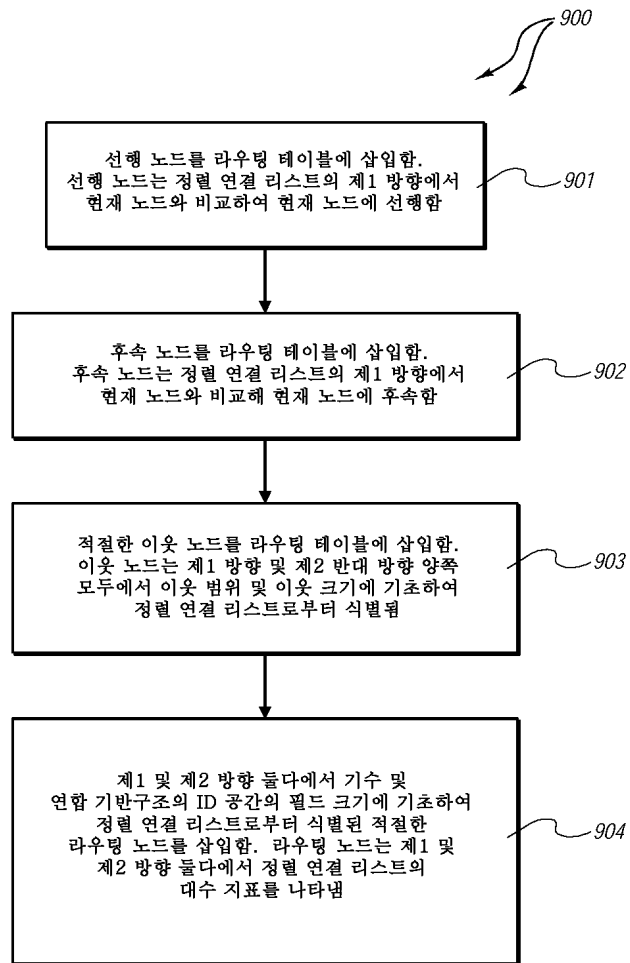 900
선행 노드를 라우팅 테이블에 삽입함.
선행 노드는 정렬 연결 리스트의 제1 방향에서
현재 노드와 비교하여 현재 노드에 선행함
901
후속 노드를 라우팅 테이블에 삽입함.
후속 노드는 정렬 연결 리스트의 제1 방향에서
현재 노드와 비교해 현재 노드에 후속함
902
적절한 이웃 노드를 라우팅 테이블에 삽입함.
이웃 노드는 제1 방향 및 제2 반대 방향 양쪽
모두에서 이웃 범위 및 이웃 크기에 기초하여
정렬 연결 리스트로부터 식별됨
903
제1 및 제2 방향 둘다에서 기수 및
연합 기반구조의 ID 공간의 필드 크기에 기초하여
정렬 연결 리스트로부터 식별된 적절한
라우팅 노드를 삽입함. 라우팅 노드는 제1 및
제2 방향 둘다에서 정렬 연결 리스트의
대수 지표를 나타냄
904